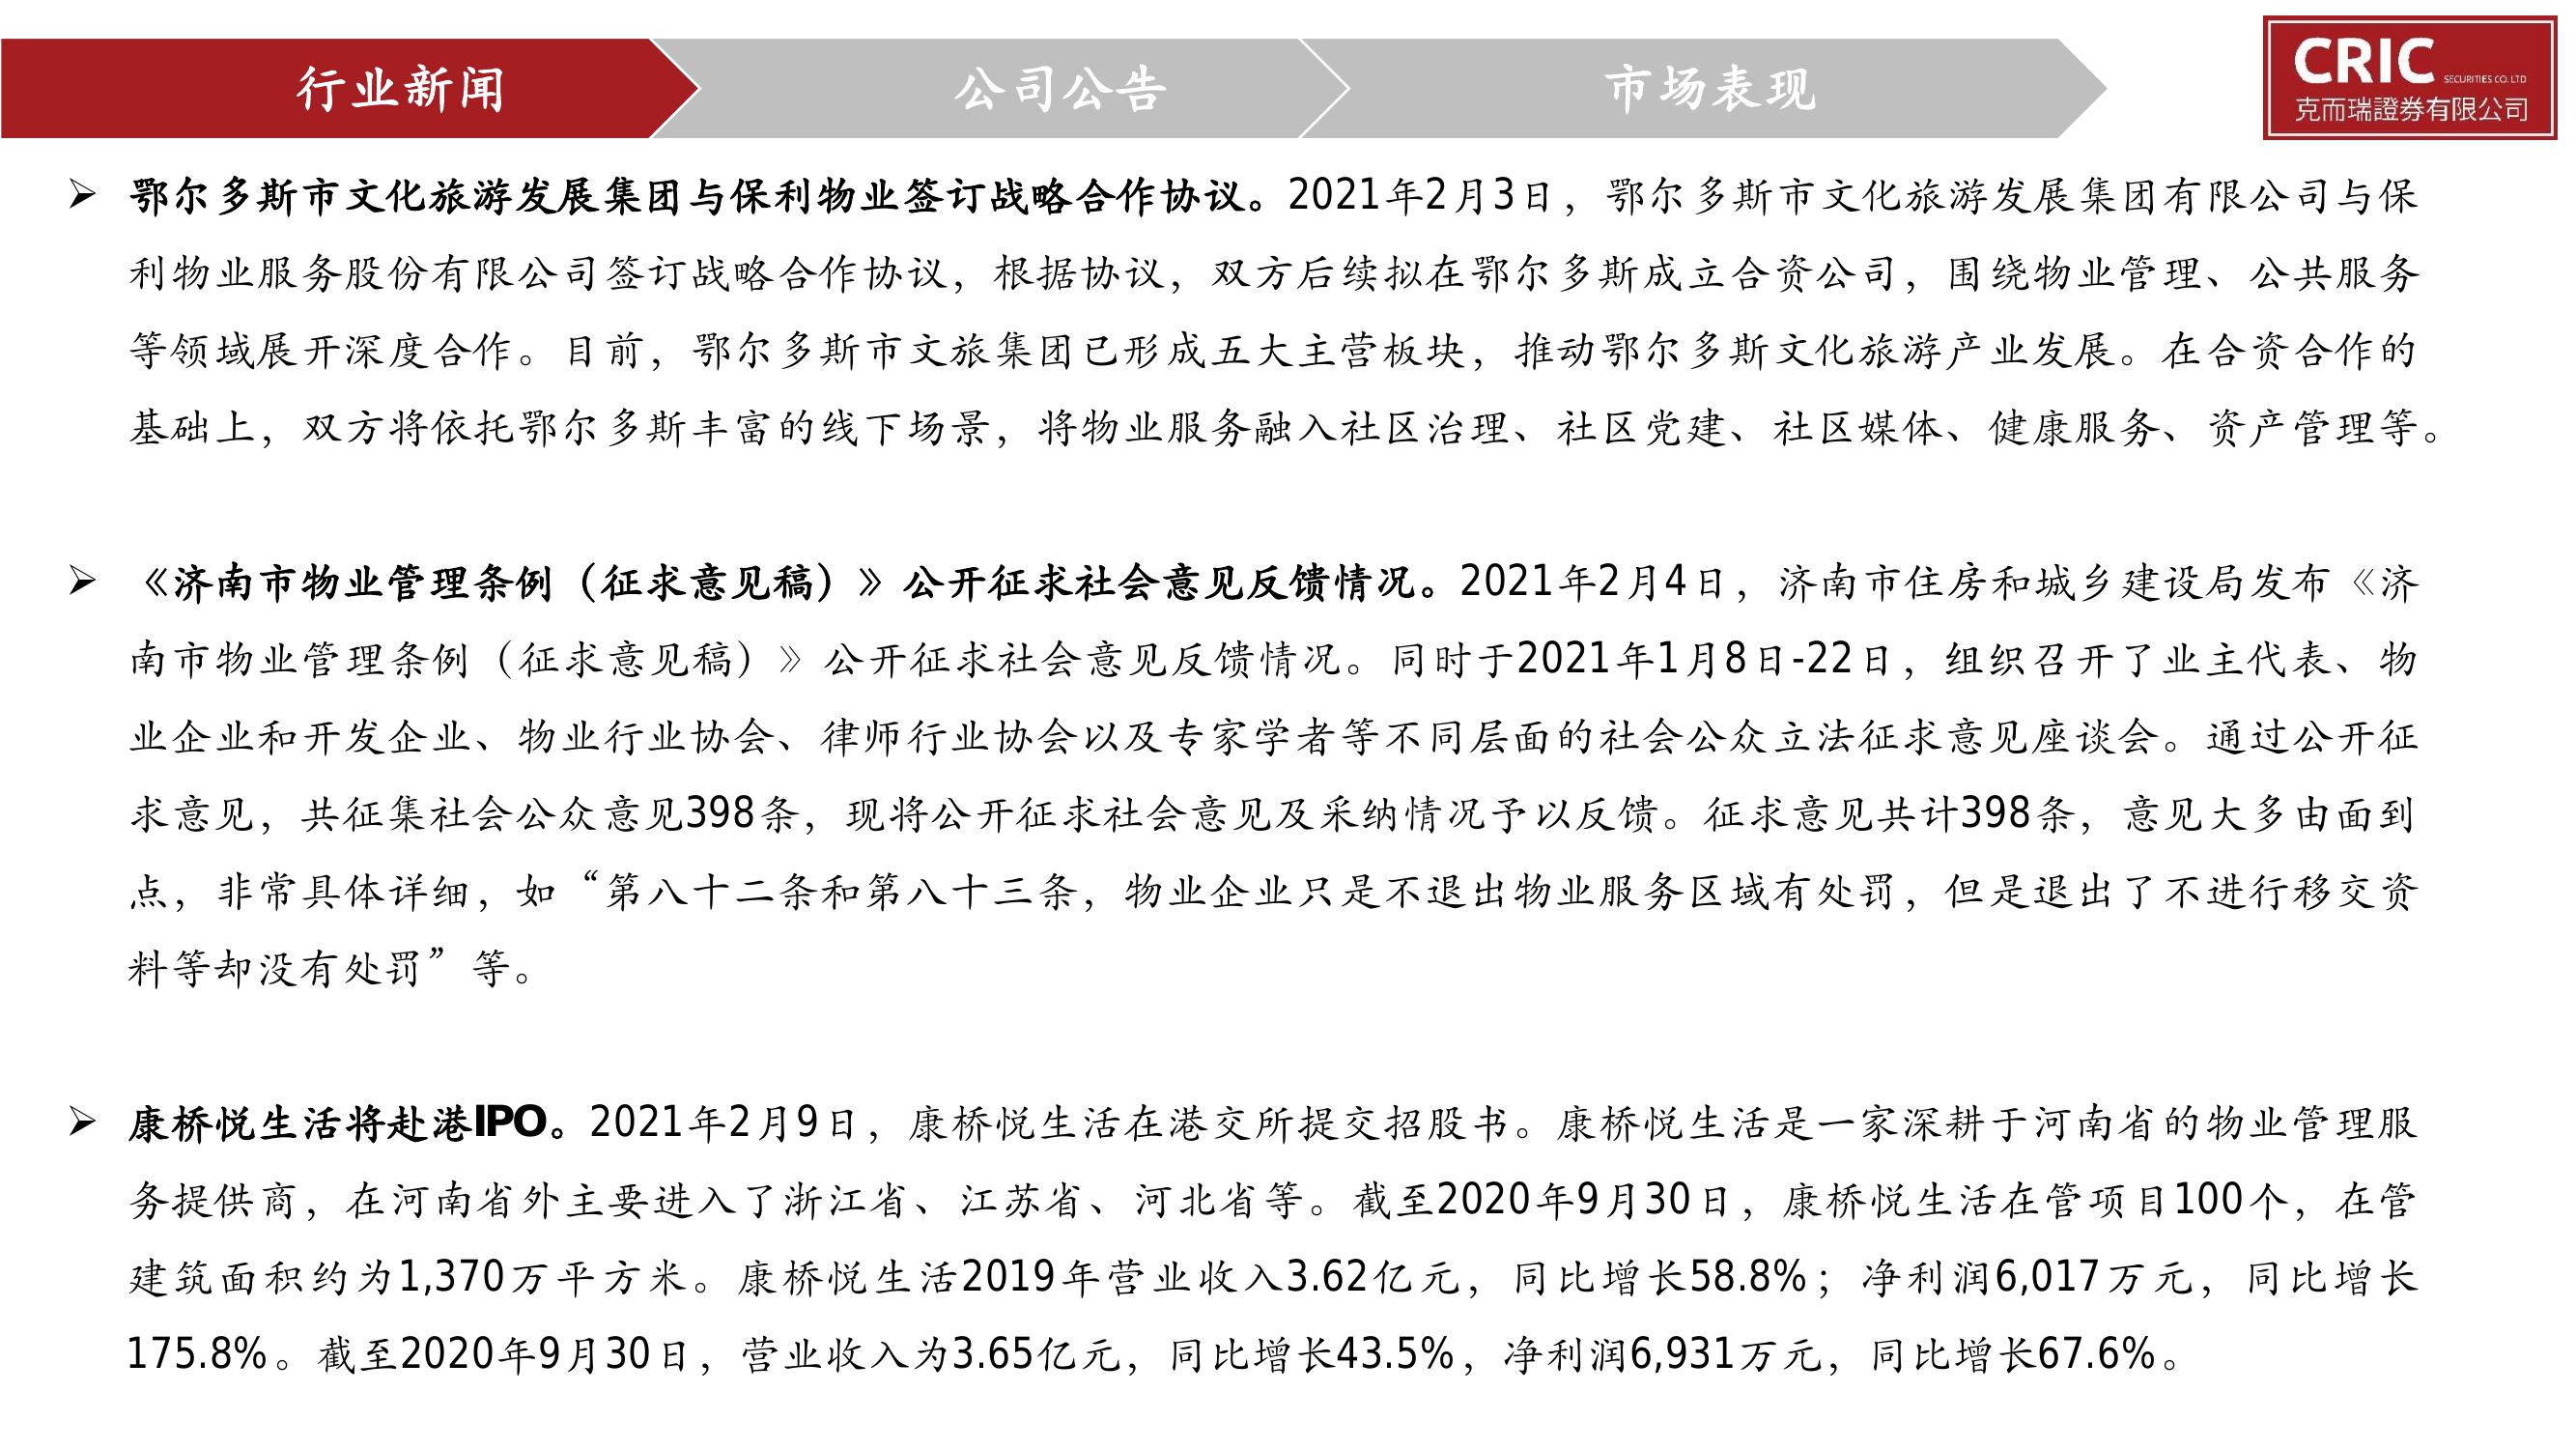 行业新闻
公司公告
市场表现
CRIC SECURITIES CO. LTD
克而瑞證券有限公司
➢ 鄂尔多斯市文化旅游发展集团与保利物业签订战略合作协议。2021年2月3日，鄂尔多斯市文化旅游发展集团有限公司与保
利物业服务股份有限公司签订战略合作协议，根据协议，双方后续拟在鄂尔多斯成立合资公司，围绕物业管理、公共服务
等领域展开深度合作。目前，鄂尔多斯市文旅集团已形成五大主营板块，推动鄂尔多斯文化旅游产业发展。在合资合作的
基础上，双方将依托鄂尔多斯丰富的线下场景，将物业服务融入社区治理、社区党建、社区媒体、健康服务、资产管理等。
➢ 《济南市物业管理条例（征求意见稿）》公开征求社会意见反馈情况。2021年2月4日，济南市住房和城乡建设局发布《济
南市物业管理条例（征求意见稿）》公开征求社会意见反馈情况。同时于2021年1月8日-22日，组织召开了业主代表、物
业企业和开发企业、物业行业协会、律师行业协会以及专家学者等不同层面的社会公众立法征求意见座谈会。通过公开征
求意见，共征集社会公众意见398条，现将公开征求社会意见及采纳情况予以反馈。征求意见共计398条，意见大多由面到
点，非常具体详细，如“第八十二条和第八十三条，物业企业只是不退出物业服务区域有处罚，但是退出了不进行移交资
料等却没有处罚”等。
➢ 康桥悦生活将赴港IPO。2021年2月9日，康桥悦生活在港交所提交招股书。康桥悦生活是一家深耕于河南省的物业管理服
务提供商，在河南省外主要进入了浙江省、江苏省、河北省等。截至2020年9月30日，康桥悦生活在管项目100个，在管
建筑面积约为1,370万平方米。康桥悦生活2019年营业收入3.62亿元，同比增长58.8%；净利润6,017万元，同比增长
175.8%。截至2020年9月30日，营业收入为3.65亿元，同比增长43.5%，净利润6,931万元，同比增长67.6%。